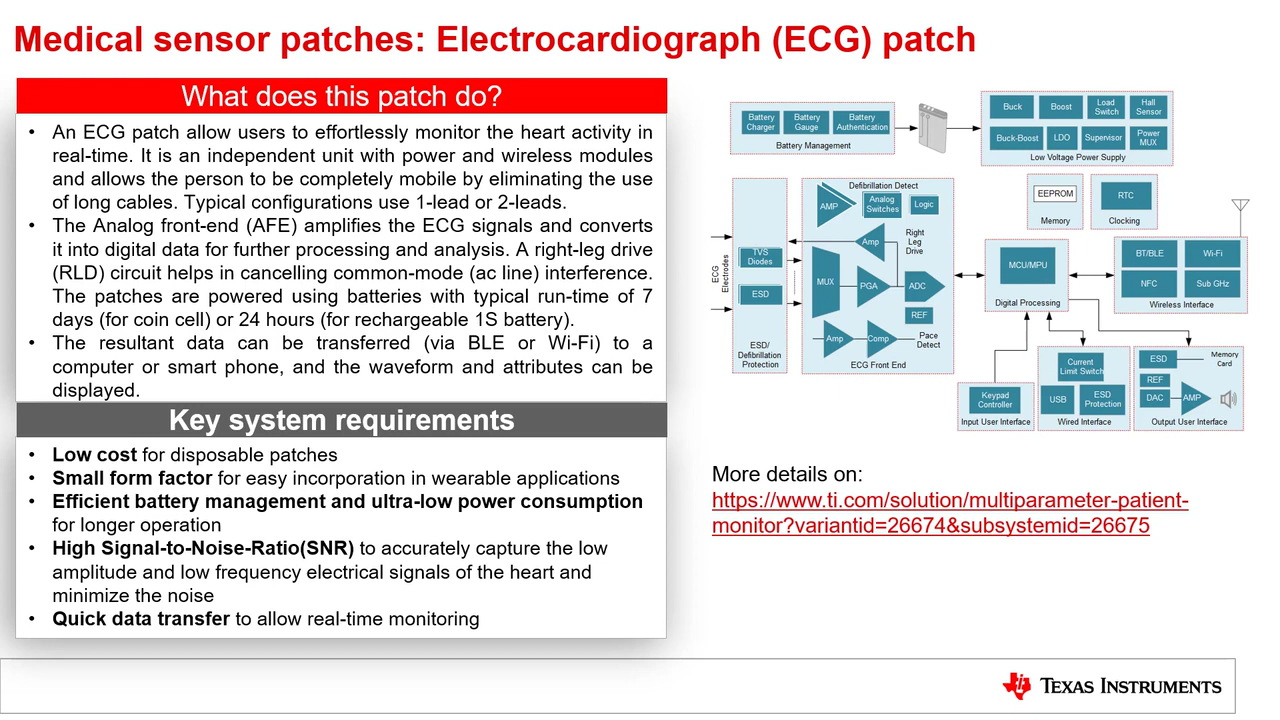 Medical sensor patches: Electrocardiograph (ECG) patch
What does this patch do?
• An ECG patch allow users to effortlessly monitor the heart activity in
real-time. It is an independent unit with power and wireless modules
and allows the person to be completely mobile by eliminating the use
of long cables. Typical configurations use 1-lead or 2-leads.
• The Analog front-end (AFE) amplifies the ECG signals and converts
it into digital data for further processing and analysis. A right-leg drive
(RLD) circuit helps in cancelling common-mode (ac line) interference.
The patches are powered using batteries with typical run-time of 7
days (for coin cell) or 24 hours (for rechargeable 1S battery).
• The resultant data can be transferred (via BLE or Wi-Fi) to a
computer or smart phone, and the waveform and attributes can be
displayed.
Key system requirements
• Low cost for disposable patches
• Small form factor for easy incorporation in wearable applications
• Efficient battery management and ultra-low power consumption
for longer operation
• High Signal-to-Noise-Ratio(SNR) to accurately capture the low
amplitude and low frequency electrical signals of the heart and
minimize the noise
• Quick data transfer to allow real-time monitoring
Battery
Charger
Battery
Gauge
Battery
Authentication
Battery Management
Buck
Boost
Load
Switch
Hall
Sensor
Buck-Boost
LDO
Supervisor
Power
MUX
Low Voltage Power Supply
EEPROM
Memory
RTC
Clocking
ECG
Electrodes
TVS
Diodes
ESD
ESD/
Defibrillation
Protection
Defibrillation Detect
AMP
Analog
Switches
Logic
Amp
Right
Leg
Drive
MUX
PGA
ADC
REF
Amp
Comp
Pace
Detect
ECG Front End
MCU/MPU
Digital Processing
BT/BLE
Wi-Fi
NFC
Sub GHz
Wireless Interface
Keypad
Controller
Input User Interface
Current
Limit Switch
USB
ESD
Protection
Wired Interface
ESD
Memory
Card
REF
DAC
AMP
Output User Interface
More details on:
https://www.ti.com/solution/multiparameter-patient-
monitor?variantid=26674&subsystemid=26675
TEXAS INSTRUMENTS